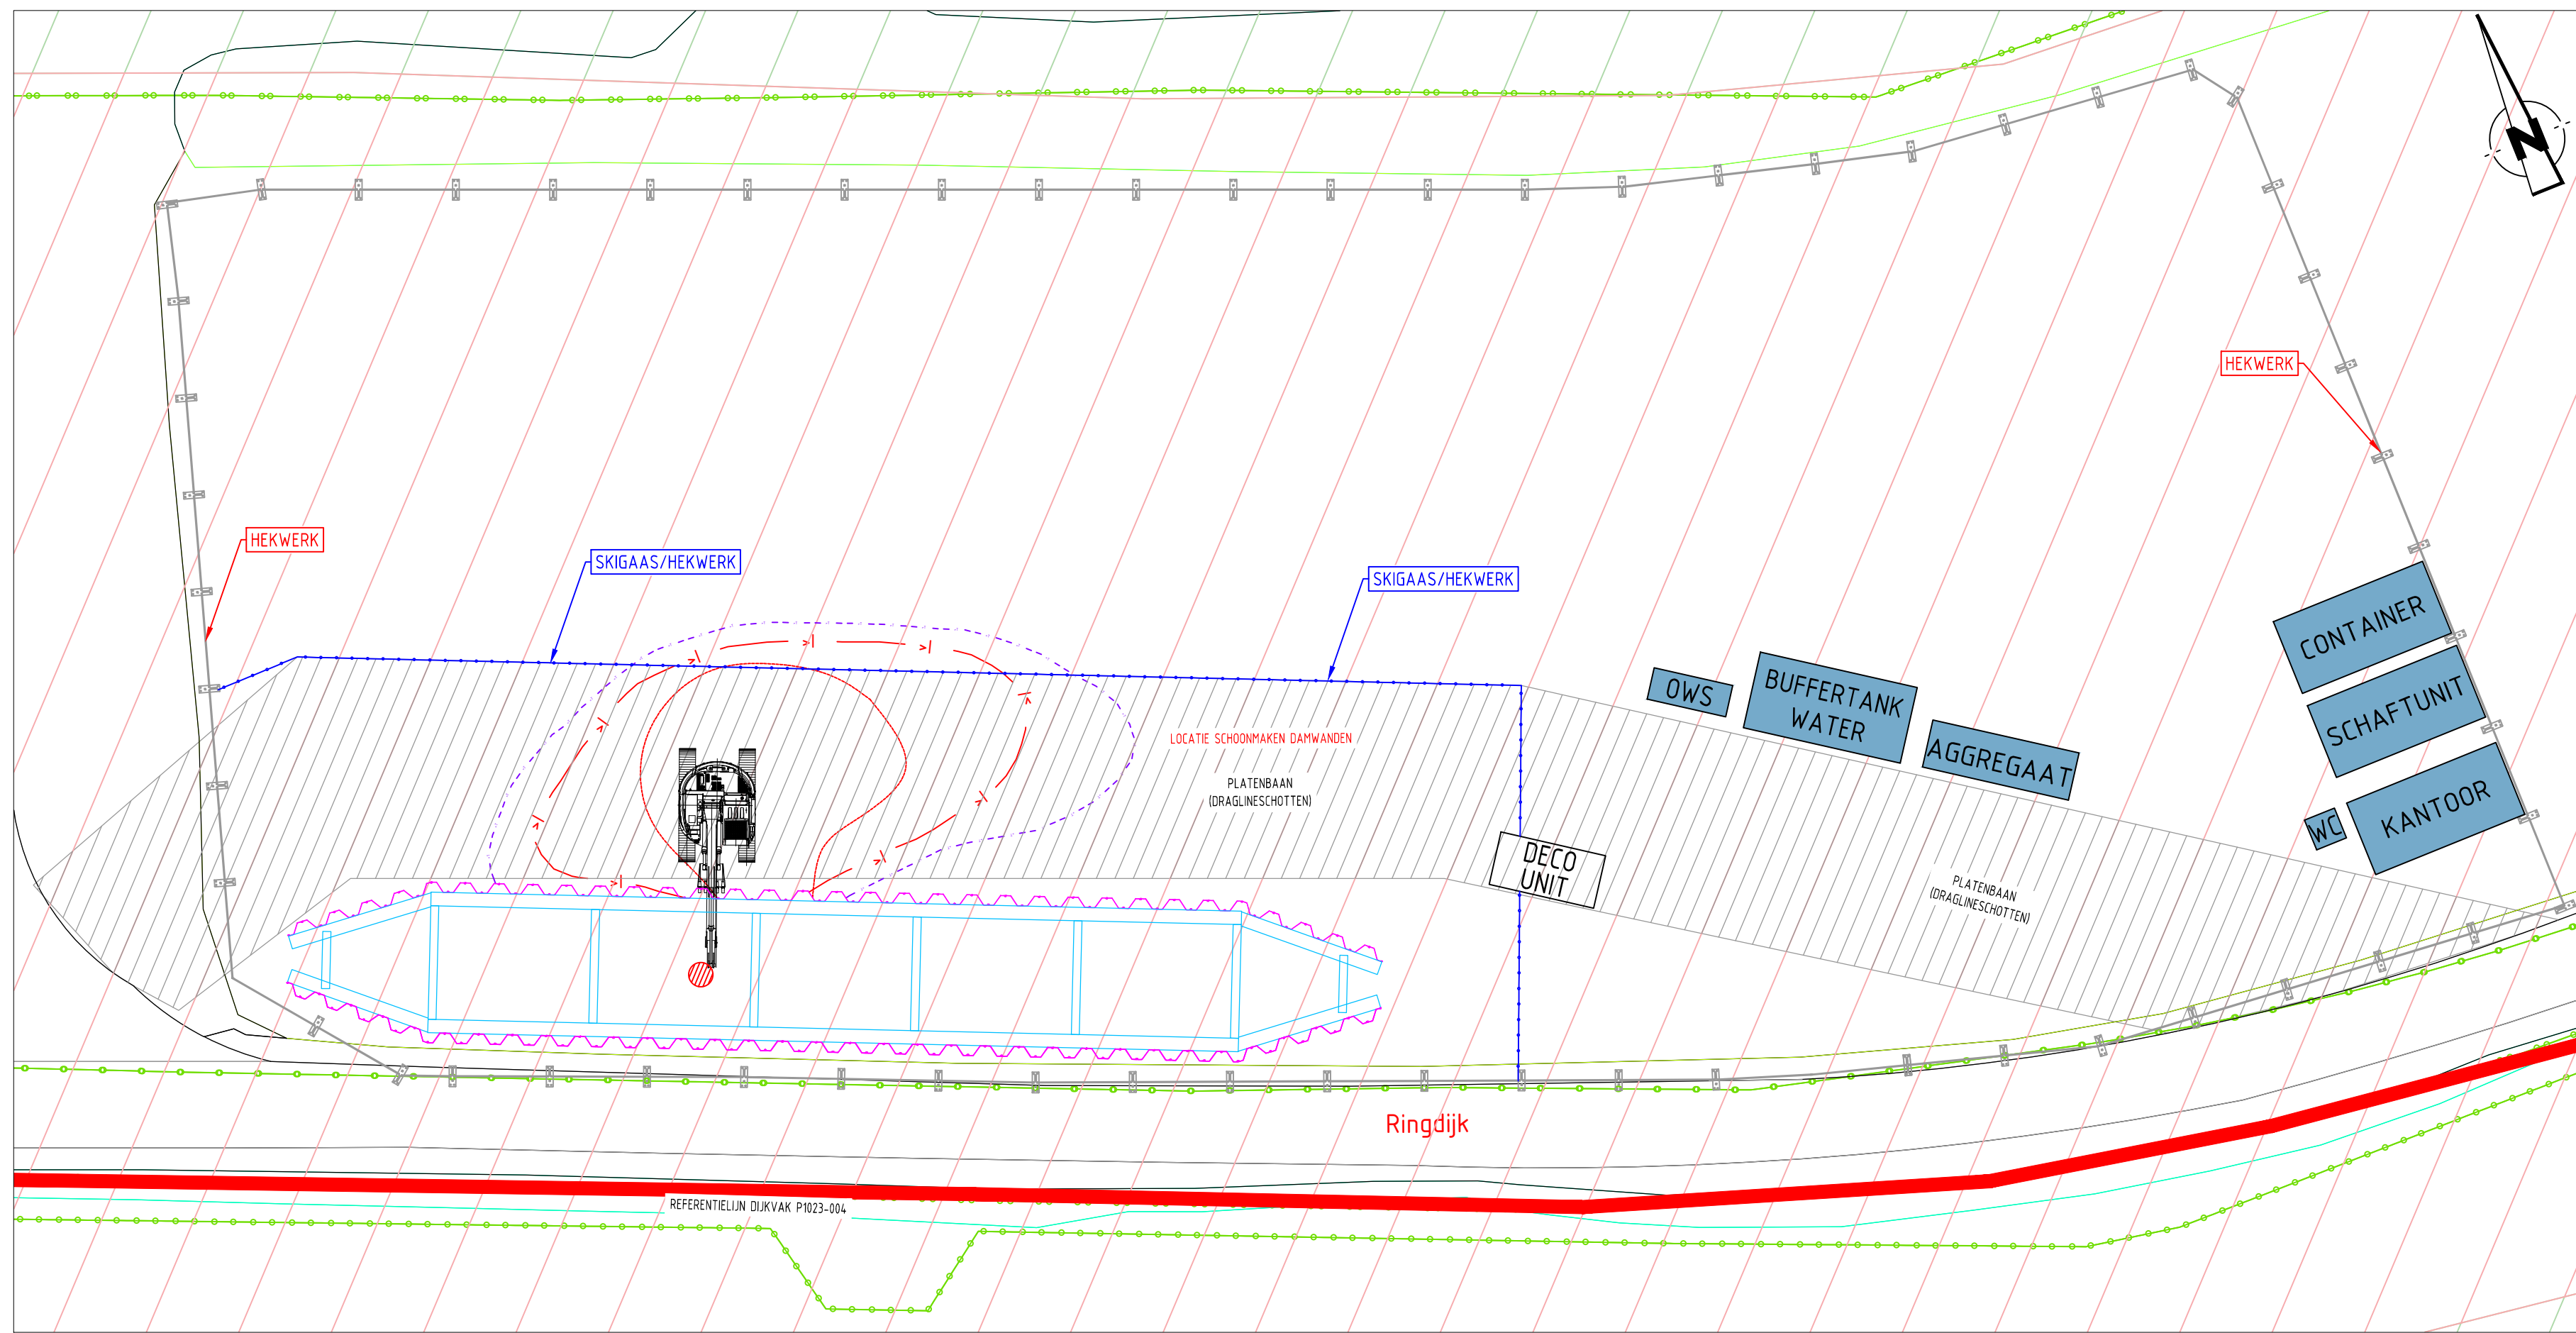 N
HEKWERK
HEKWERK
SKIGAAS/HEKWERK
SKIGAAS/HEKWERK
CONTAINER
OWS
BUFFERTANK
WATER
SCHAFTUNIT
AGGREGAAT
LOCATIE SCHOONMAKEN DAMWANDEN
PLATENBAAN
(DRAGLINESCHOTTEN)
KANTOOR
WC
DECO
UNIT
PLATENBAAN
(DRAGLINESCHOTTEN)
Ringdijk
REFERENTIELIJN DIJKVAK P1023-004